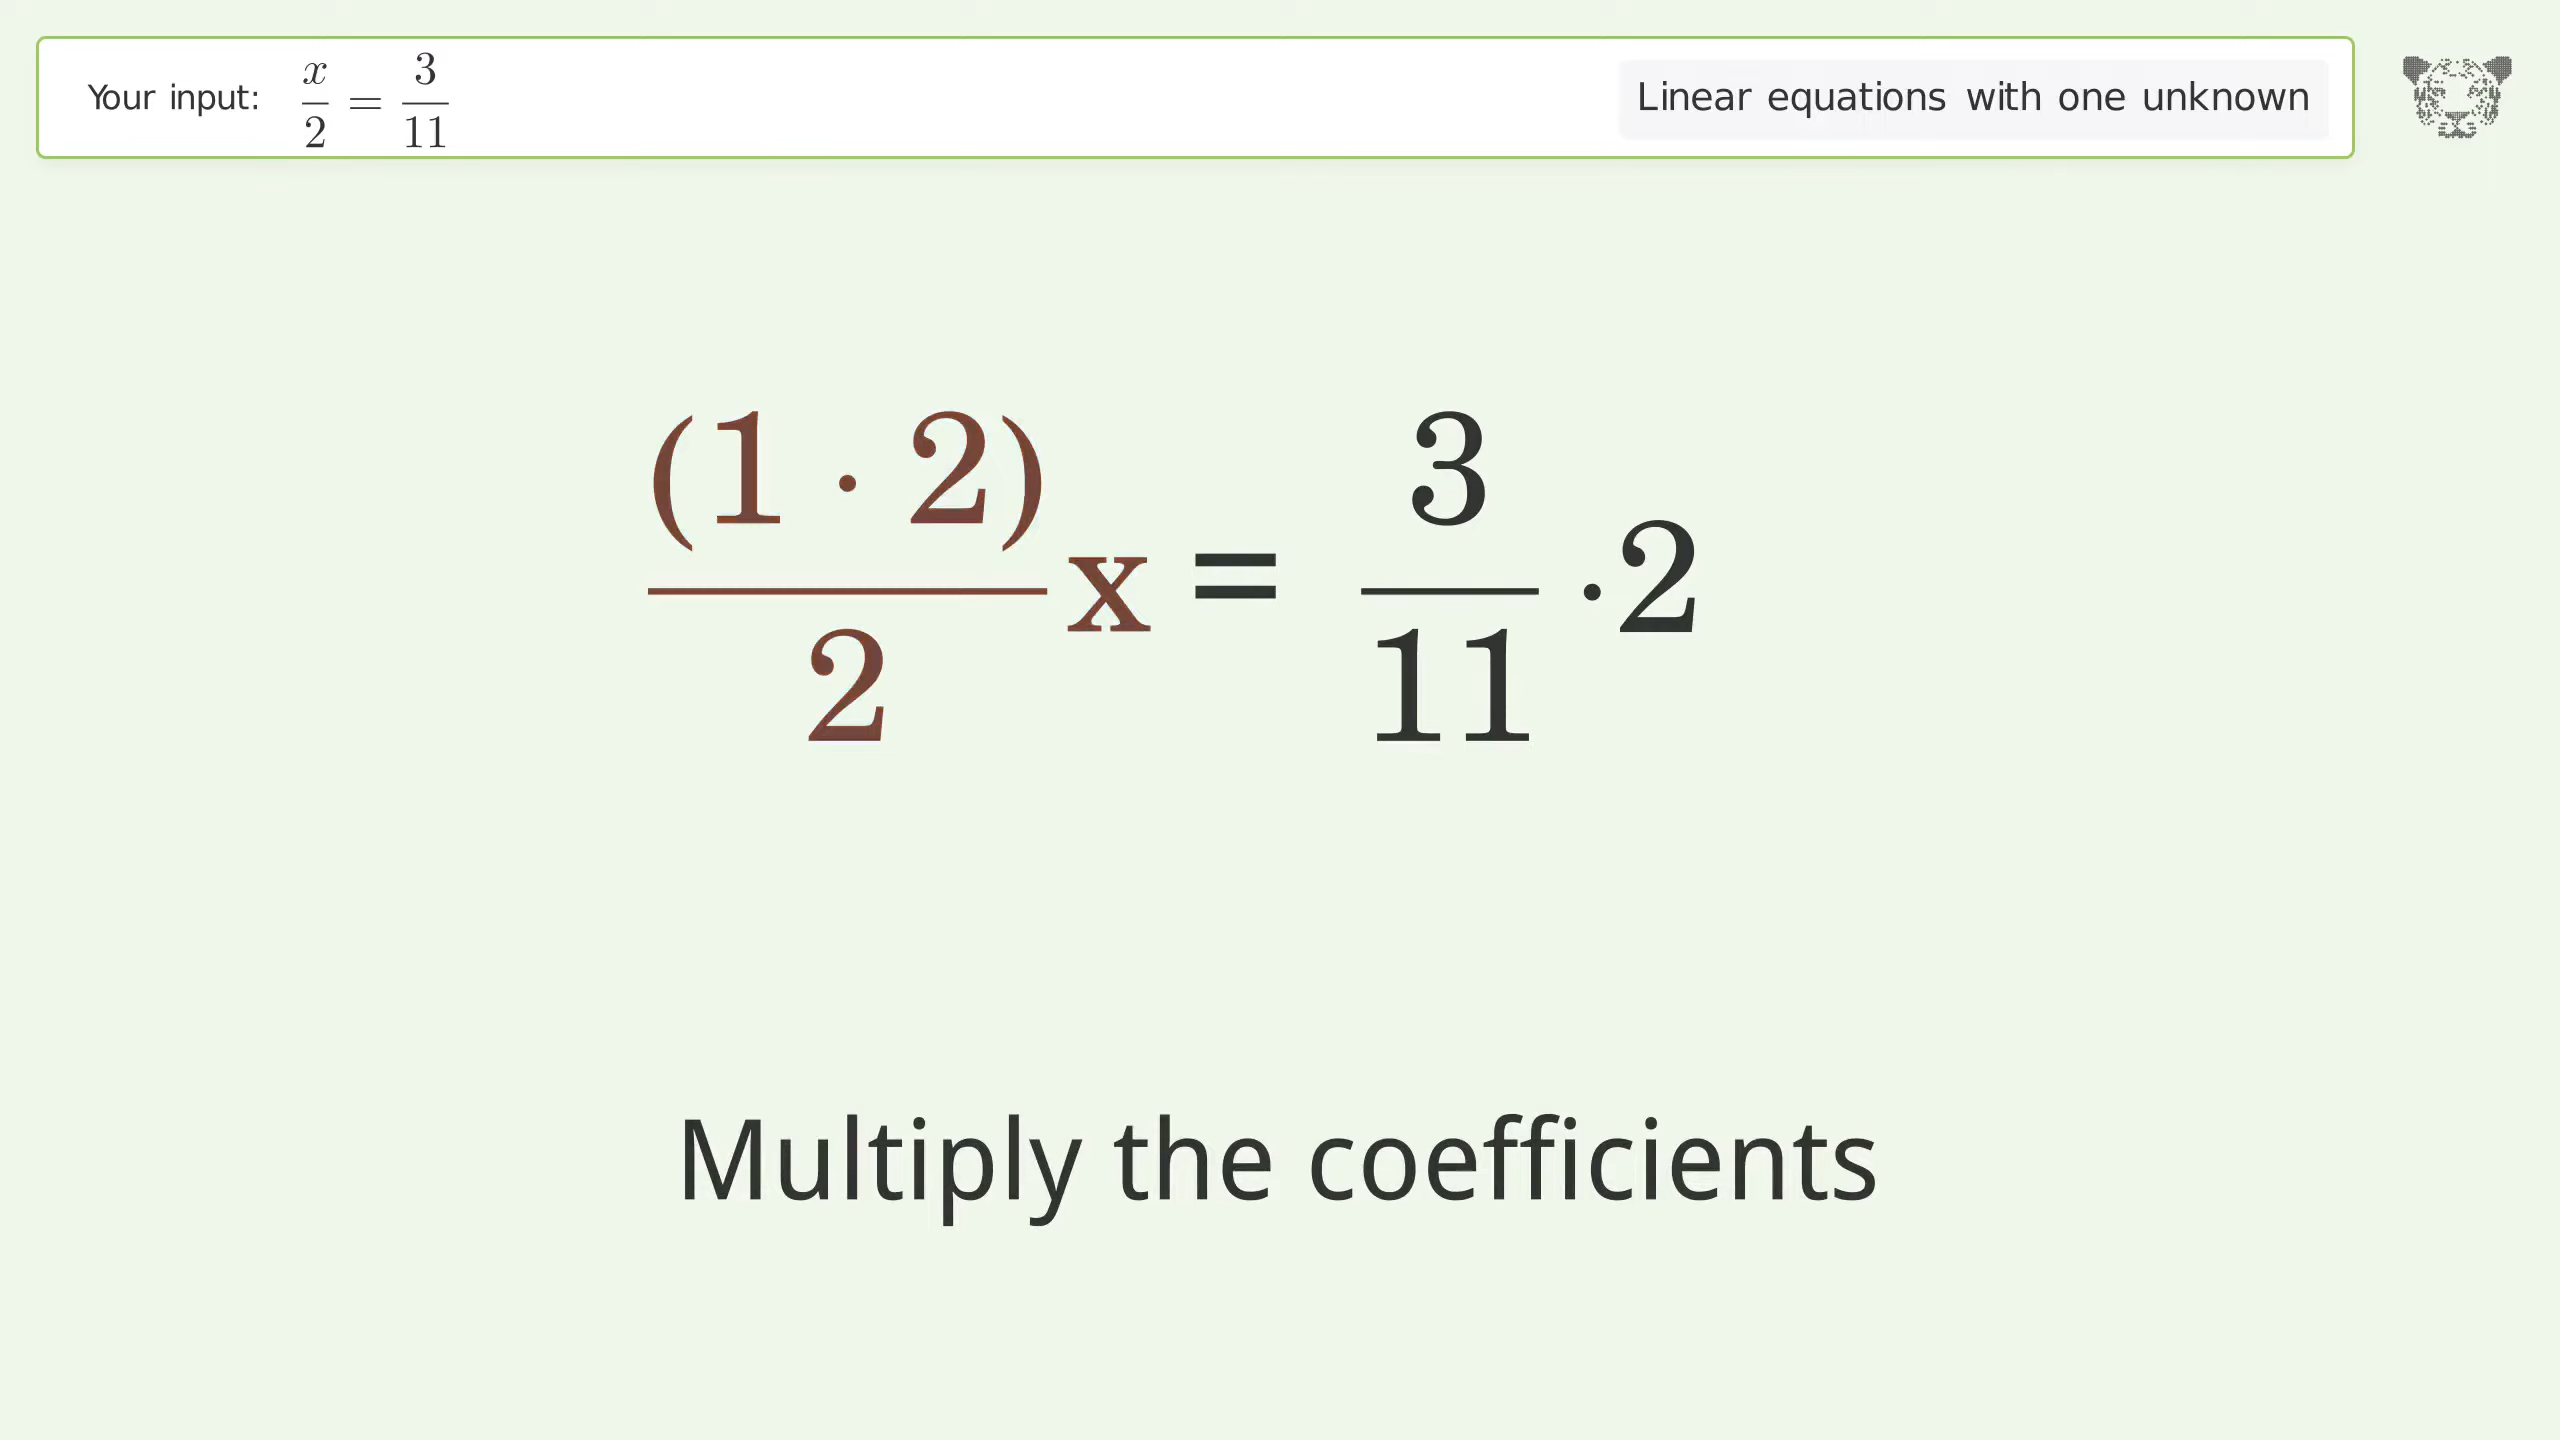 Your input: x/2 = 3/11
Linear equations with one unknown
(1 · 2)/2 x = 3/11 · 2
Multiply the coefficients